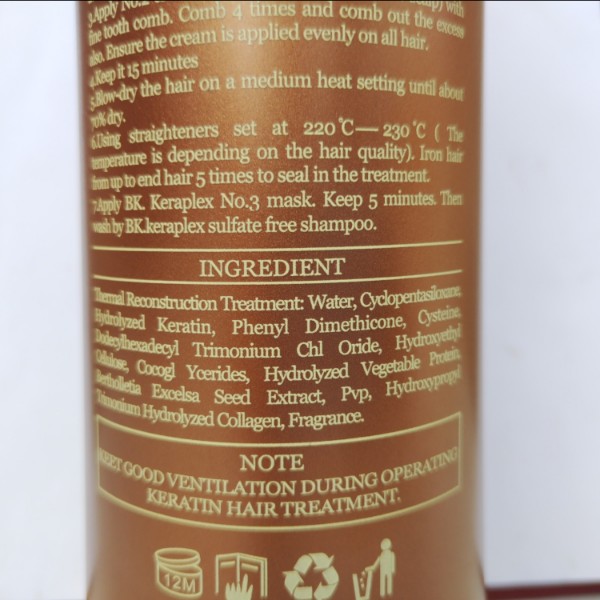 3.Apply No.2
with
fine tooth comb. Comb 4 times and comb out the excess
also. Ensure the cream is applied evenly on all hair.
4.Keep it 15 minutes
5.Blow-dry the hair on a medium heat setting until about
70% dry.
6.Using straighteners set at 220℃—230℃ ( The
temperature is depending on the hair quality). Iron hair
from up to end hair 5 times to seal in the treatment.
7.Apply BK. Keraplex No.3 mask. Keep 5 minutes. Then
wash by BK.keraplex sulfate free shampoo.
INGREDIENT
Thermal Reconstruction Treatment: Water, Cyclopentasiloxane,
Hydrolyzed Keratin, Phenyl Dimethicone, Cysteine,
Dodecylhexadecyl Trimonium Chl Oride, Hydroxyethyl
Cellulose, Cocogl Ycerides, Hydrolyzed Vegetable Protein,
Bertholletia Excelsa Seed Extract, Pvp, Hydroxypropyl
Trimonium Hydrolyzed Collagen, Fragrance.
NOTE
KEET GOOD VENTILATION DURING OPERATING
KERATIN HAIR TREATMENT.
12M